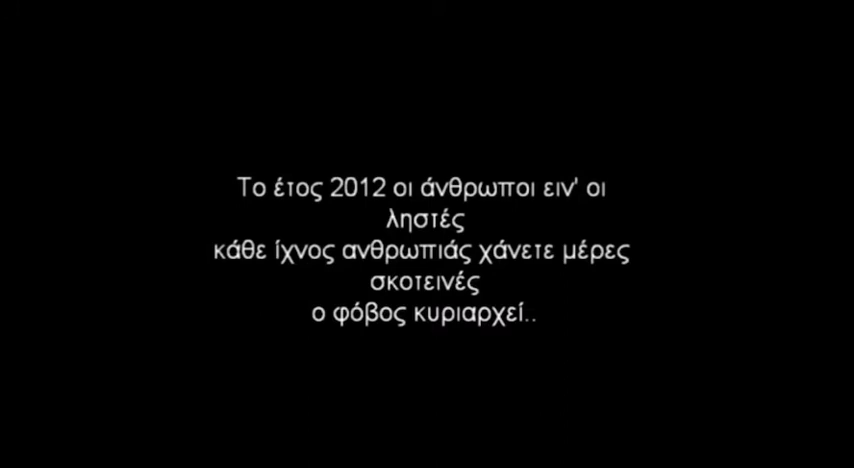 Το έτος 2012 οι άνθρωποι ειν' οι
ληστές
κάθε ίχνος ανθρωπιάς χάνετε μέρες
σκοτεινές
ο φόβος κυριαρχεί..